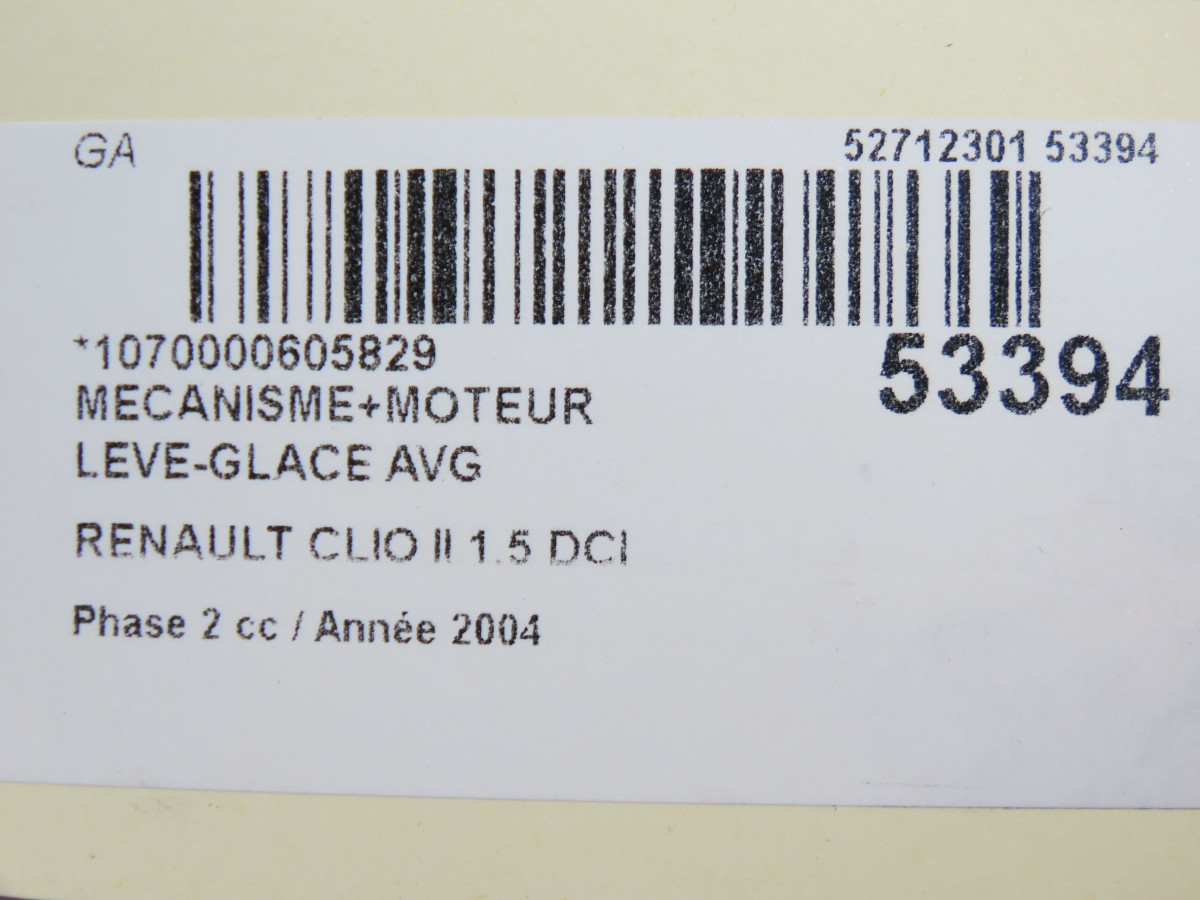 GA
52712301 53394
*1070000605829
53394
MECANISME+MOTEUR
LEVE-GLACE AVG
RENAULT CLIO II 1.5 DCI
Phase 2 cc / Année 2004